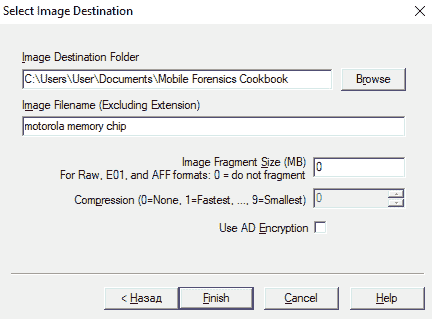 Select Image Destination
Image Destination Folder
C:\Users\User\Documents\Mobile Forensics Cookbook
Browse
Image Filename (Excluding Extension)
motorola memory chip
Image Fragment Size (MB)
0
For Raw, E01, and AFF formats: 0 = do not fragment
Compression (0=None, 1=Fastest, ..., 9=Smallest)
0
Use AD Encryption
< Назад
Finish
Cancel
Help